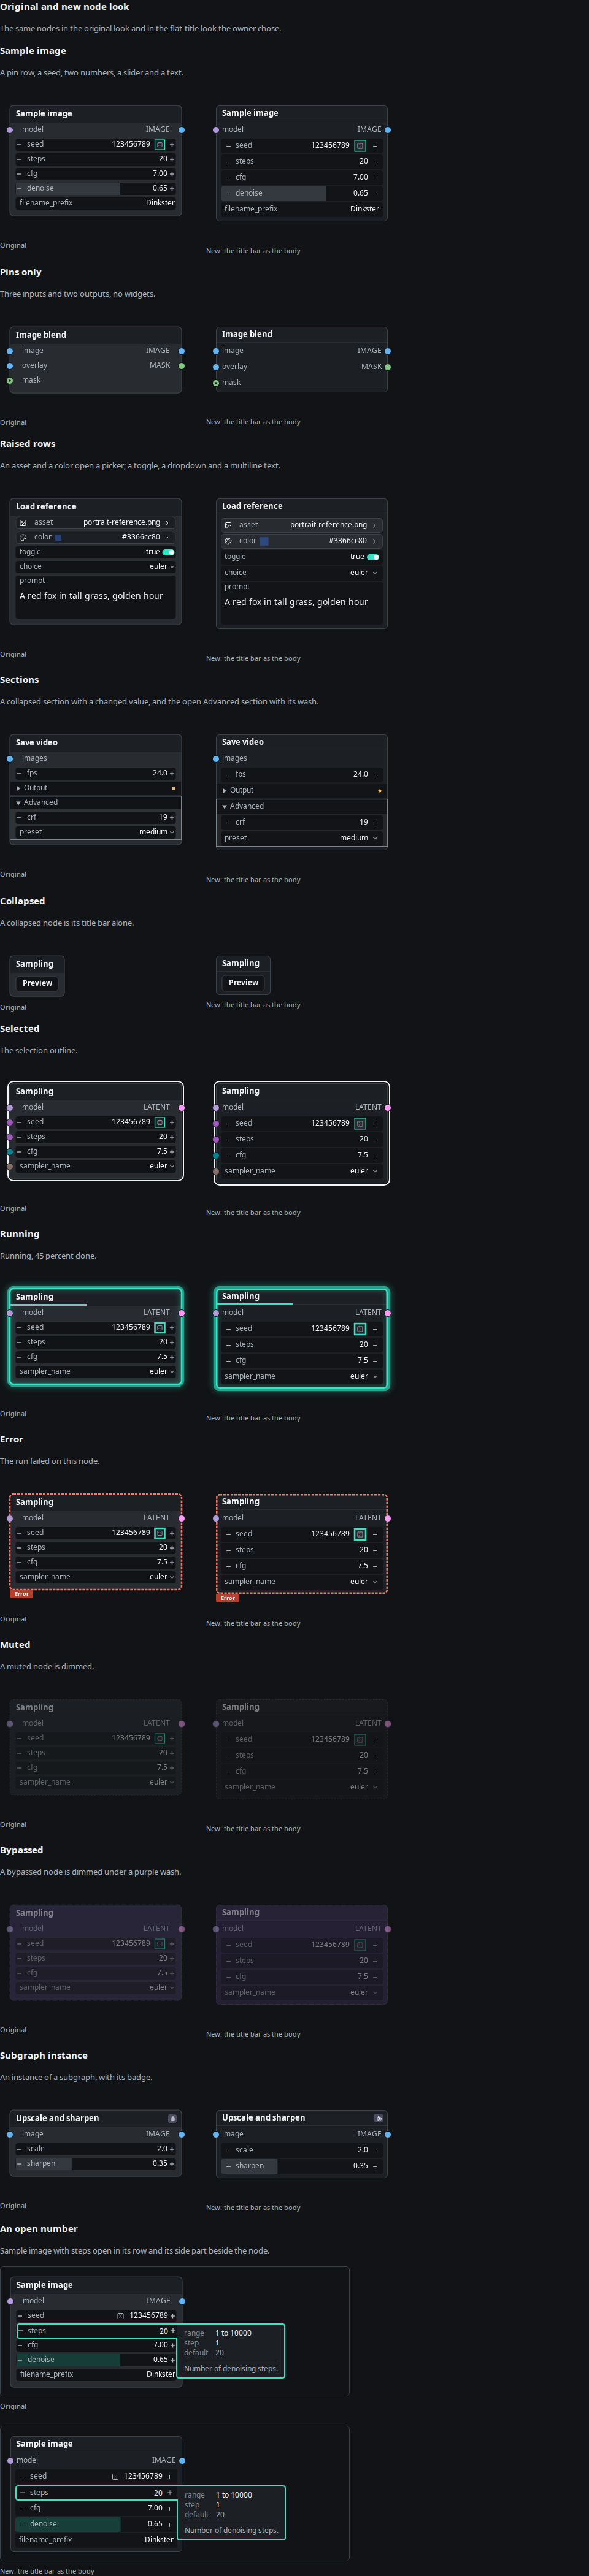 Original and new node look
The same nodes in the original look and in the flat-title look the owner chose.
Sample image
A pin row, a seed, two numbers, a slider and a text.
Sample image
model IMAGE
− seed 123456789 +
− steps 20 +
− cfg 7.00 +
− denoise 0.65 +
filename_prefix Dinkster
Original
Sample image
model IMAGE
− seed 123456789 +
− steps 20 +
− cfg 7.00 +
− denoise 0.65 +
filename_prefix Dinkster
New: the title bar as the body
Pins only
Three inputs and two outputs, no widgets.
Image blend
image IMAGE
overlay MASK
mask
Original
Image blend
image IMAGE
overlay MASK
mask
New: the title bar as the body
Raised rows
An asset and a color open a picker; a toggle, a dropdown and a multiline text.
Load reference
asset portrait-reference.png
color #3366cc80
toggle true
choice euler
prompt
A red fox in tall grass, golden hour
Original
Load reference
asset portrait-reference.png
color #3366cc80
toggle true
choice euler
prompt
A red fox in tall grass, golden hour
New: the title bar as the body
Sections
A collapsed section with a changed value, and the open Advanced section with its wash.
Save video
images
− fps 24.0 +
Output
Advanced
− crf 19 +
preset medium
Original
Save video
images
− fps 24.0 +
Output
Advanced
− crf 19 +
preset medium
New: the title bar as the body
Collapsed
A collapsed node is its title bar alone.
Sampling
Preview
Original
Sampling
Preview
New: the title bar as the body
Selected
The selection outline.
Sampling
model LATENT
− seed 123456789 +
− steps 20 +
− cfg 7.5 +
sampler_name euler
Original
Sampling
model LATENT
− seed 123456789 +
− steps 20 +
− cfg 7.5 +
sampler_name euler
New: the title bar as the body
Running
Running, 45 percent done.
Sampling
model LATENT
− seed 123456789 +
− steps 20 +
− cfg 7.5 +
sampler_name euler
Original
Sampling
model LATENT
− seed 123456789 +
− steps 20 +
− cfg 7.5 +
sampler_name euler
New: the title bar as the body
Error
The run failed on this node.
Sampling
model LATENT
− seed 123456789 +
− steps 20 +
− cfg 7.5 +
sampler_name euler
Error
Original
Sampling
model LATENT
− seed 123456789 +
− steps 20 +
− cfg 7.5 +
sampler_name euler
Error
New: the title bar as the body
Muted
A muted node is dimmed.
Sampling
model LATENT
− seed 123456789 +
− steps 20 +
− cfg 7.5 +
sampler_name euler
Original
Sampling
model LATENT
− seed 123456789 +
− steps 20 +
− cfg 7.5 +
sampler_name euler
New: the title bar as the body
Bypassed
A bypassed node is dimmed under a purple wash.
Sampling
model LATENT
− seed 123456789 +
− steps 20 +
− cfg 7.5 +
sampler_name euler
Original
Sampling
model LATENT
− seed 123456789 +
− steps 20 +
− cfg 7.5 +
sampler_name euler
New: the title bar as the body
Subgraph instance
An instance of a subgraph, with its badge.
Upscale and sharpen
image IMAGE
− scale 2.0 +
− sharpen 0.35 +
Original
Upscale and sharpen
image IMAGE
− scale 2.0 +
− sharpen 0.35 +
New: the title bar as the body
An open number
Sample image with steps open in its row and its side part beside the node.
Sample image
model IMAGE
− seed 123456789 +
− steps 20 +
− cfg 7.00 +
− denoise 0.65 +
filename_prefix Dinkster
range 1 to 10000
step 1
default 20
Number of denoising steps.
Original
Sample image
model IMAGE
− seed 123456789 +
− steps 20 +
− cfg 7.00 +
− denoise 0.65 +
filename_prefix Dinkster
range 1 to 10000
step 1
default 20
Number of denoising steps.
New: the title bar as the body